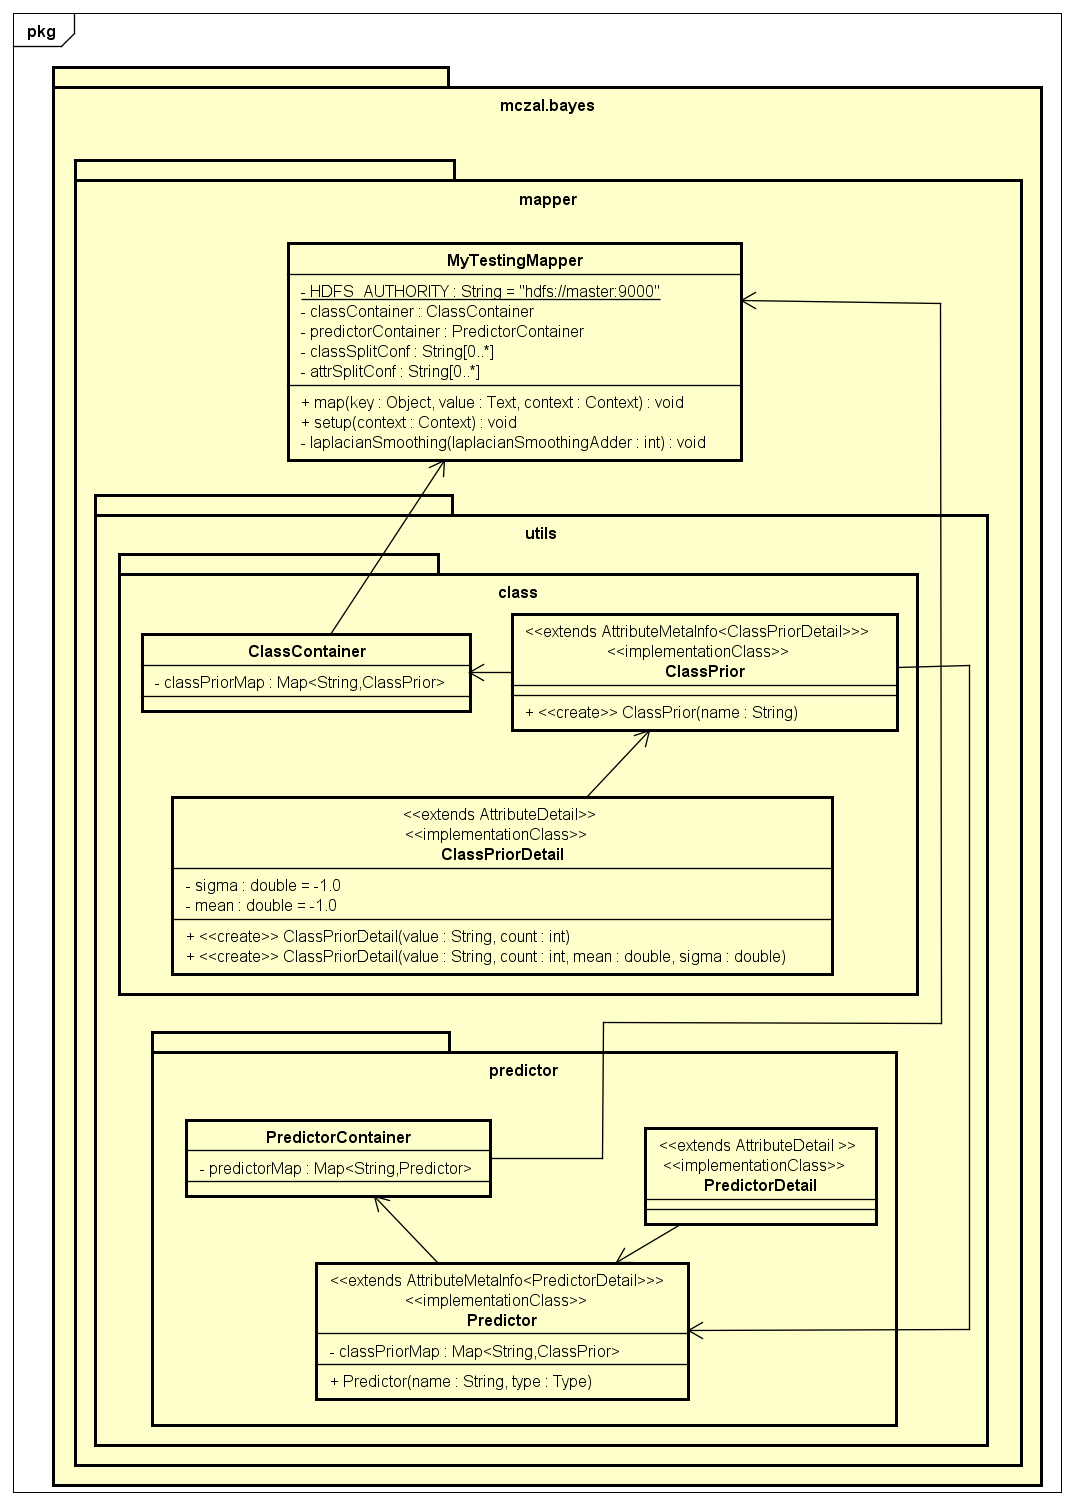 pkg
mczal.bayes
mapper
MyTestingMapper
- HDFS_AUTHORITY : String = "hdfs://master:9000"
- classContainer : ClassContainer
- predictorContainer : PredictorContainer
- classSplitConf : String[0..*]
- attrSplitConf : String[0..*]
+ map(key : Object, value : Text, context : Context) : void
+ setup(context : Context) : void
- laplacianSmoothing(laplacianSmoothingAdder : int) : void
utils
class
ClassContainer
- classPriorMap : Map<String,ClassPrior>
<<extends AttributeMetaInfo<ClassPriorDetail>>>
<<implementationClass>>
ClassPrior
+ <<create>> ClassPrior(name : String)
<<extends AttributeDetail>>
<<implementationClass>>
ClassPriorDetail
- sigma : double = -1.0
- mean : double = -1.0
+ <<create>> ClassPriorDetail(value : String, count : int)
+ <<create>> ClassPriorDetail(value : String, count : int, mean : double, sigma : double)
predictor
PredictorContainer
- predictorMap : Map<String,Predictor>
<<extends AttributeDetail >>
<<implementationClass>>
PredictorDetail
<<extends AttributeMetaInfo<PredictorDetail>>>
<<implementationClass>>
Predictor
- classPriorMap : Map<String,ClassPrior>
+ Predictor(name : String, type : Type)